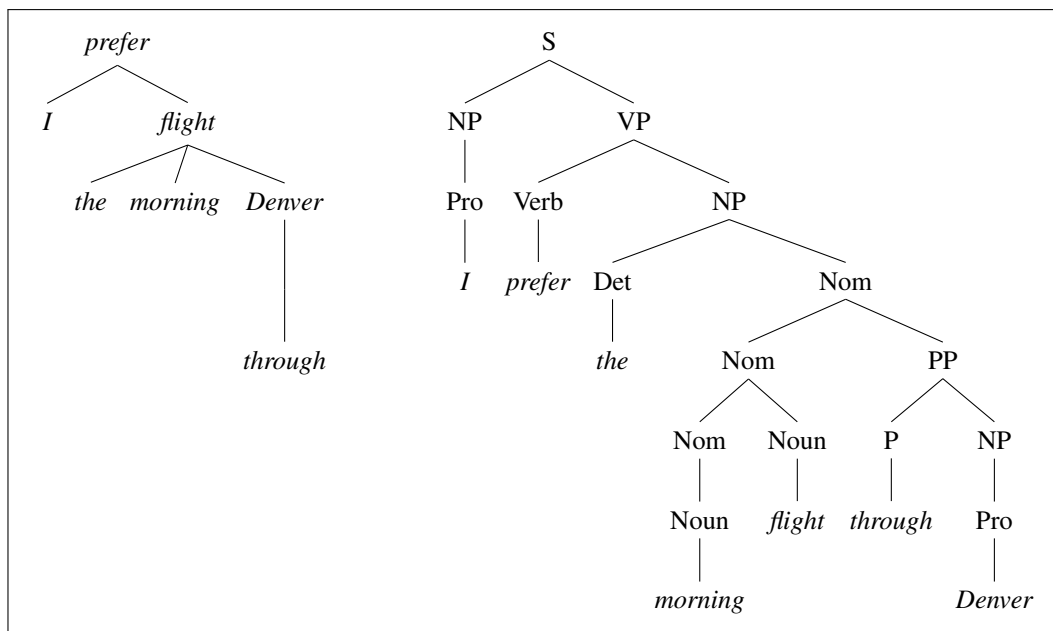 prefer S
I flight NP VP
the morning Denver Pro Verb NP
I prefer Det Nom
through the Nom PP
Nom Noun P NP
Noun flight through Pro
morning Denver